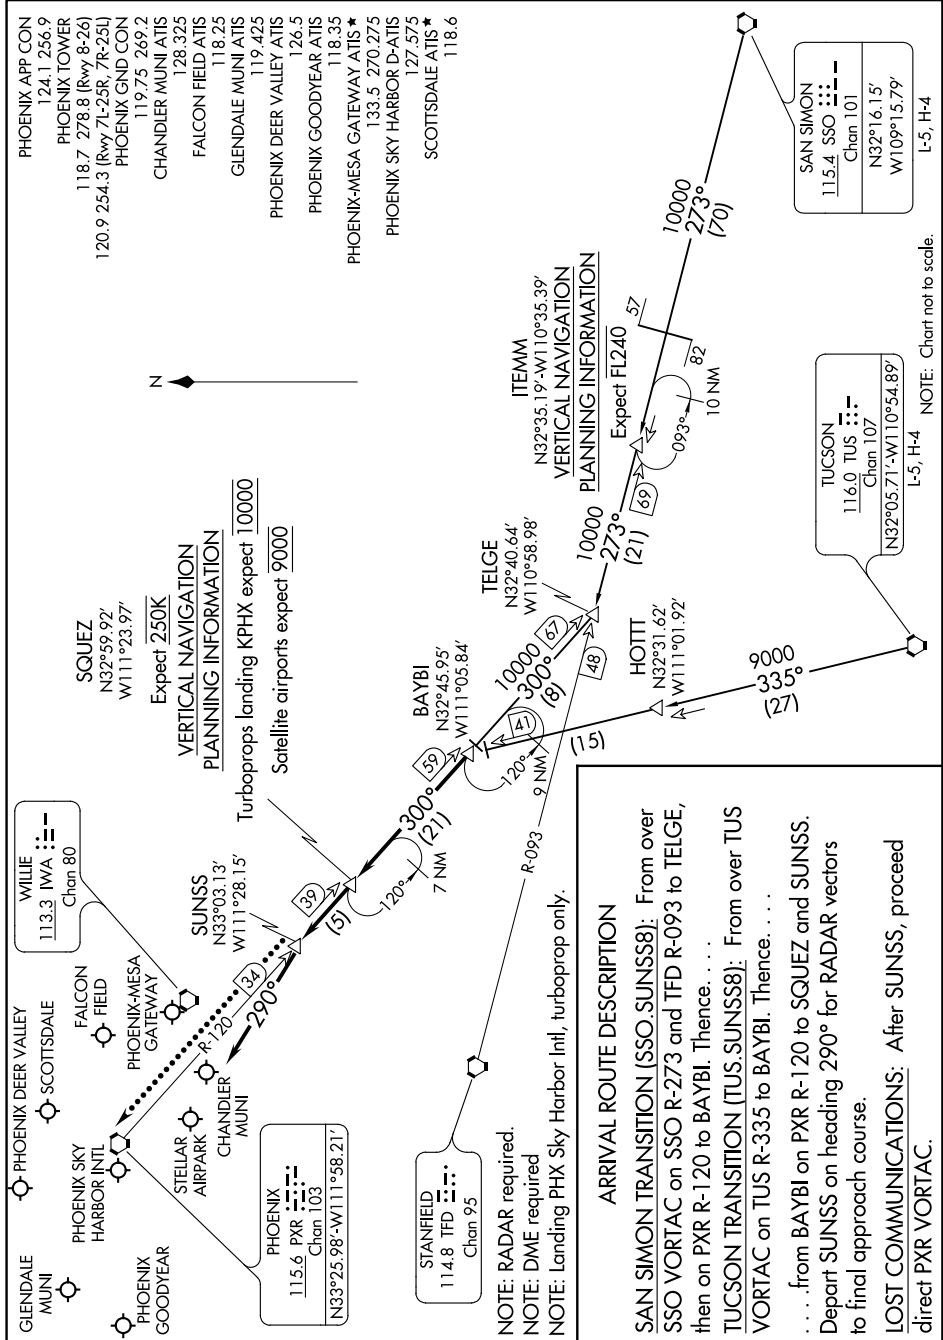 PHOENIX APP CON
124.1 256.9
PHOENIX TOWER
118.7 278.8 (Rwy 8-26)
120.9 254.3 (Rwy 7L-25R, 7R-25L)
PHOENIX GND CON
119.75 269.2
CHANDLER MUNI ATIS
128.325
FALCON FIELD ATIS
118.25
GLENDALE MUNI ATIS
119.425
PHOENIX DEER VALLEY ATIS
126.5
PHOENIX GOODYEAR ATIS
118.35
PHOENIX-MESA GATEWAY ATIS ★
133.5 270.275
PHOENIX SKY HARBOR D-ATIS
127.575
SCOTTSDALE ATIS ★
118.6
N
GLENDALE
MUNI
PHOENIX DEER VALLEY
SCOTTSDALE
PHOENIX SKY
HARBOR INTL
PHOENIX
GOODYEAR
FALCON
FIELD
PHOENIX-MESA
GATEWAY
STELLAR
AIRPARK
CHANDLER
MUNI
WILLIE
113.3 IWA
Chan 80
PHOENIX
115.6 PXR
Chan 103
N33°25.98'-W111°58.21'
STANFIELD
114.8 TFD
Chan 95
SUNSS
N33°03.13'
W111°28.15'
SQUEZ
N32°59.92'
W111°23.97'
Expect 250K
VERTICAL NAVIGATION
PLANNING INFORMATION
Turboprops landing KPHX expect 10000
Satellite airports expect 9000
BAYBI
N32°45.95'
W111°05.84'
TELGE
N32°40.64'
W110°58.98'
HOTTT
N32°31.62'
W111°01.92'
ITEMM
N32°35.19'-W110°35.39'
VERTICAL NAVIGATION
PLANNING INFORMATION
Expect FL240
SAN SIMON
115.4 SSO
Chan 101
N32°16.15'
W109°15.79'
L-5, H-4
TUCSON
116.0 TUS
Chan 107
N32°05.71'-W110°54.89'
L-5, H-4
NOTE: Chart not to scale.
R-120
34
290°
39
(5)
120°
7 NM
300°
(21)
59
120°
9 NM
41
10000
300°
(8)
67
48
R-093
(15)
9000
335°
(27)
10000
273°
(21)
69
093°
10 NM
57
82
10000
273°
(70)
NOTE: RADAR required.
NOTE: DME required
NOTE: Landing PHX Sky Harbor Intl, turboprop only.
ARRIVAL ROUTE DESCRIPTION
SAN SIMON TRANSITION (SSO.SUNSS8): From over
SSO VORTAC on SSO R-273 and TFD R-093 to TELGE,
then on PXR R-120 to BAYBI. Thence. . . .
TUCSON TRANSITION (TUS.SUNSS8): From over TUS
VORTAC on TUS R-335 to BAYBI. Thence. . . .
. . . .from BAYBI on PXR R-120 to SQUEZ and SUNSS.
Depart SUNSS on heading 290° for RADAR vectors
to final approach course.
LOST COMMUNICATIONS: After SUNSS, proceed
direct PXR VORTAC.